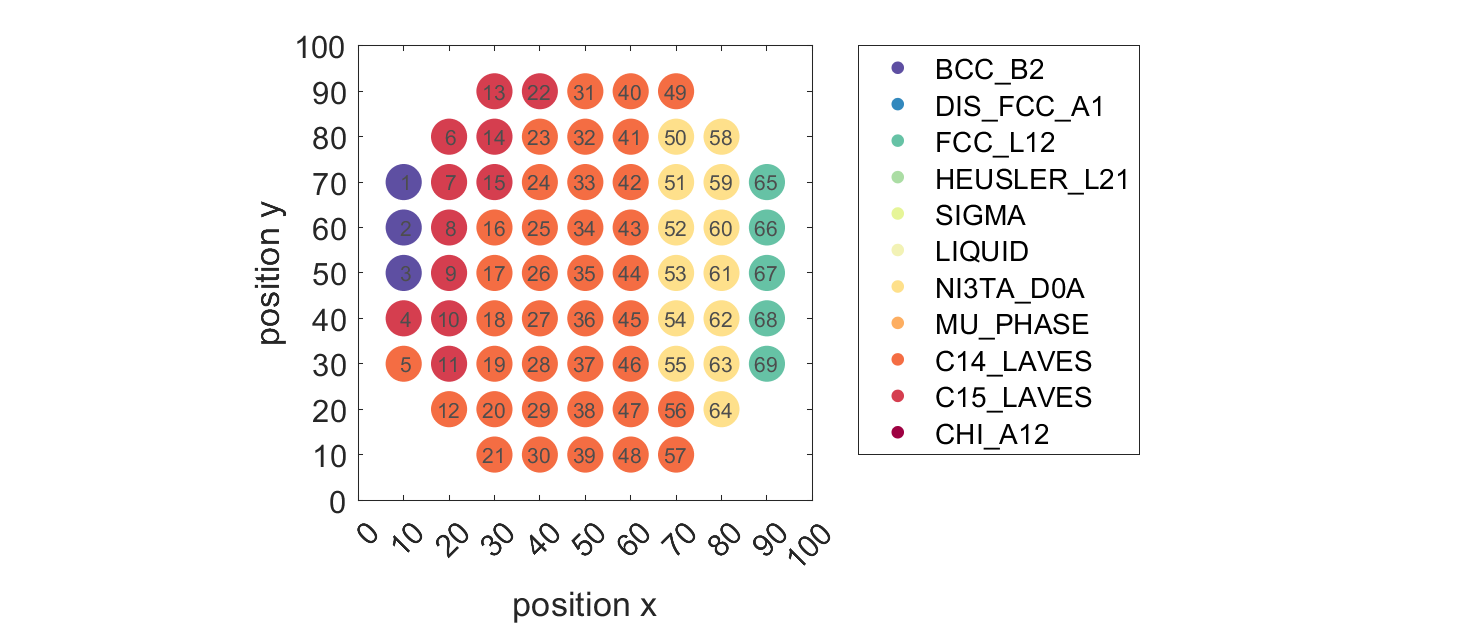 100
90 13 22 31 40 49
80 6 14 23 32 41 50 58
70 1 7 15 24 33 42 51 59 65
60 2 8 16 25 34 43 52 60 66
50 3 9 17 26 35 44 53 61 67
40 4 10 18 27 36 45 54 62 68
30 5 11 19 28 37 46 55 63 69
20 12 20 29 38 47 56 64
10 21 30 39 48 57
0
0 10 20 30 40 50 60 70 80 90 100
position x
position y
BCC_B2
DIS_FCC_A1
FCC_L12
HEUSLER_L21
SIGMA
LIQUID
NI3TA_D0A
MU_PHASE
C14_LAVES
C15_LAVES
CHI_A12